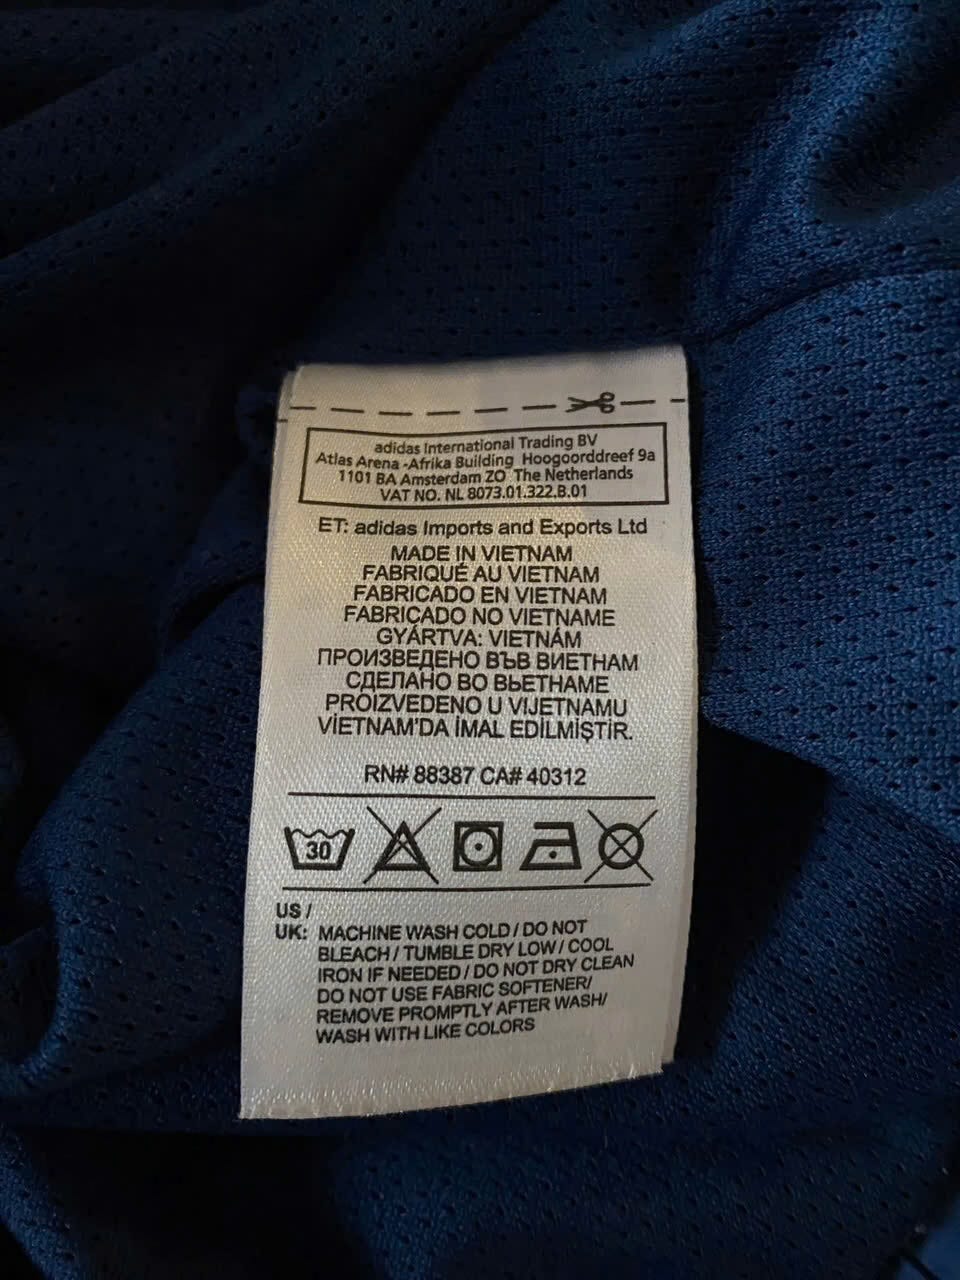 adidas International Trading BV
Atlas Arena -Afrika Building Hoogoorddreef 9a
1101 BA Amsterdam ZO The Netherlands
VAT NO. NL 8073.01.322.B.01
ET: adidas Imports and Exports Ltd
MADE IN VIETNAM
FABRIQUÉ AU VIETNAM
FABRICADO EN VIETNAM
FABRICADO NO VIETNAME
GYÁRTVA: VIETNÁM
ПРОИЗВЕДЕНО ВЪВ ВИЕТНАМ
СДЕЛАНО ВО ВЬЕТНАМЕ
PROIZVEDENO U VIJETNAMU
VİETNAM'DA İMAL EDİLMİŞTİR.
RN# 88387 CA# 40312
30
US /
UK: MACHINE WASH COLD / DO NOT
BLEACH / TUMBLE DRY LOW / COOL
IRON IF NEEDED / DO NOT DRY CLEAN
DO NOT USE FABRIC SOFTENER/
REMOVE PROMPTLY AFTER WASH/
WASH WITH LIKE COLORS